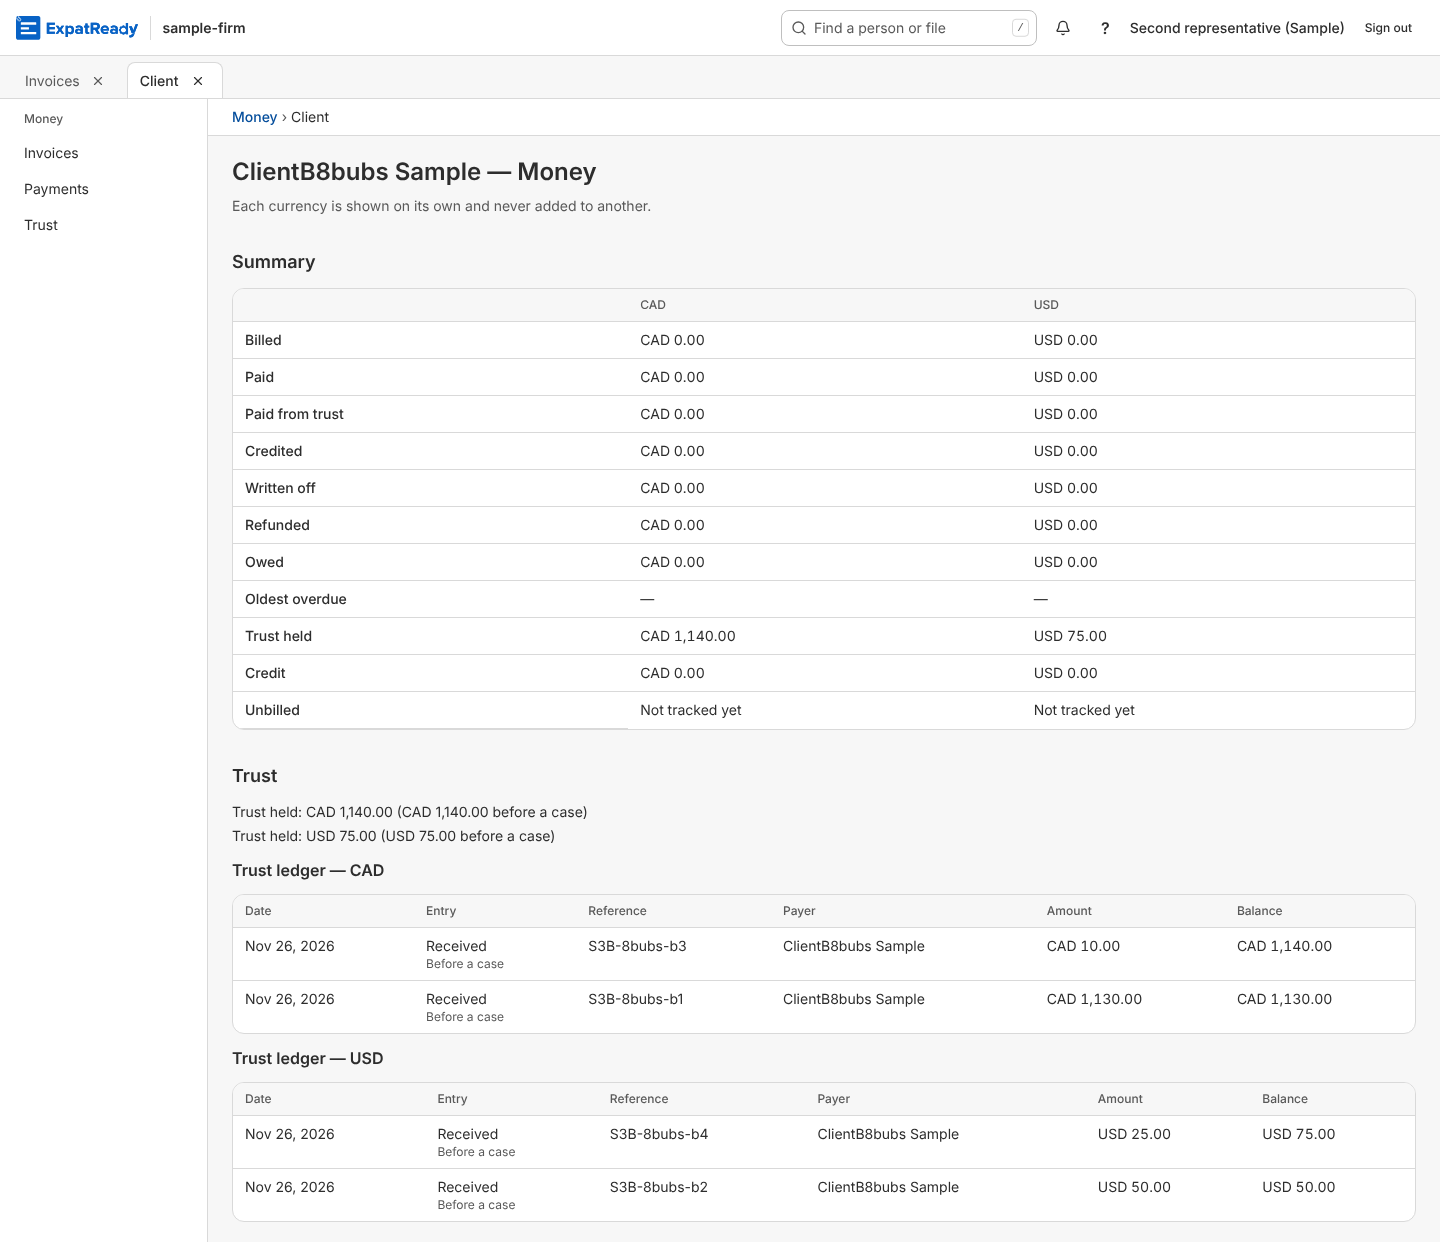 ExpatReady sample-firm Find a person or file / ? Second representative (Sample) Sign out
Invoices × Client ×
Money
Invoices
Payments
Trust
Money › Client
ClientB8bubs Sample — Money
Each currency is shown on its own and never added to another.
Summary
CAD USD
Billed CAD 0.00 USD 0.00
Paid CAD 0.00 USD 0.00
Paid from trust CAD 0.00 USD 0.00
Credited CAD 0.00 USD 0.00
Written off CAD 0.00 USD 0.00
Refunded CAD 0.00 USD 0.00
Owed CAD 0.00 USD 0.00
Oldest overdue — —
Trust held CAD 1,140.00 USD 75.00
Credit CAD 0.00 USD 0.00
Unbilled Not tracked yet Not tracked yet
Trust
Trust held: CAD 1,140.00 (CAD 1,140.00 before a case)
Trust held: USD 75.00 (USD 75.00 before a case)
Trust ledger — CAD
Date Entry Reference Payer Amount Balance
Nov 26, 2026 Received S3B-8bubs-b3 ClientB8bubs Sample CAD 10.00 CAD 1,140.00
Before a case
Nov 26, 2026 Received S3B-8bubs-b1 ClientB8bubs Sample CAD 1,130.00 CAD 1,130.00
Before a case
Trust ledger — USD
Date Entry Reference Payer Amount Balance
Nov 26, 2026 Received S3B-8bubs-b4 ClientB8bubs Sample USD 25.00 USD 75.00
Before a case
Nov 26, 2026 Received S3B-8bubs-b2 ClientB8bubs Sample USD 50.00 USD 50.00
Before a case